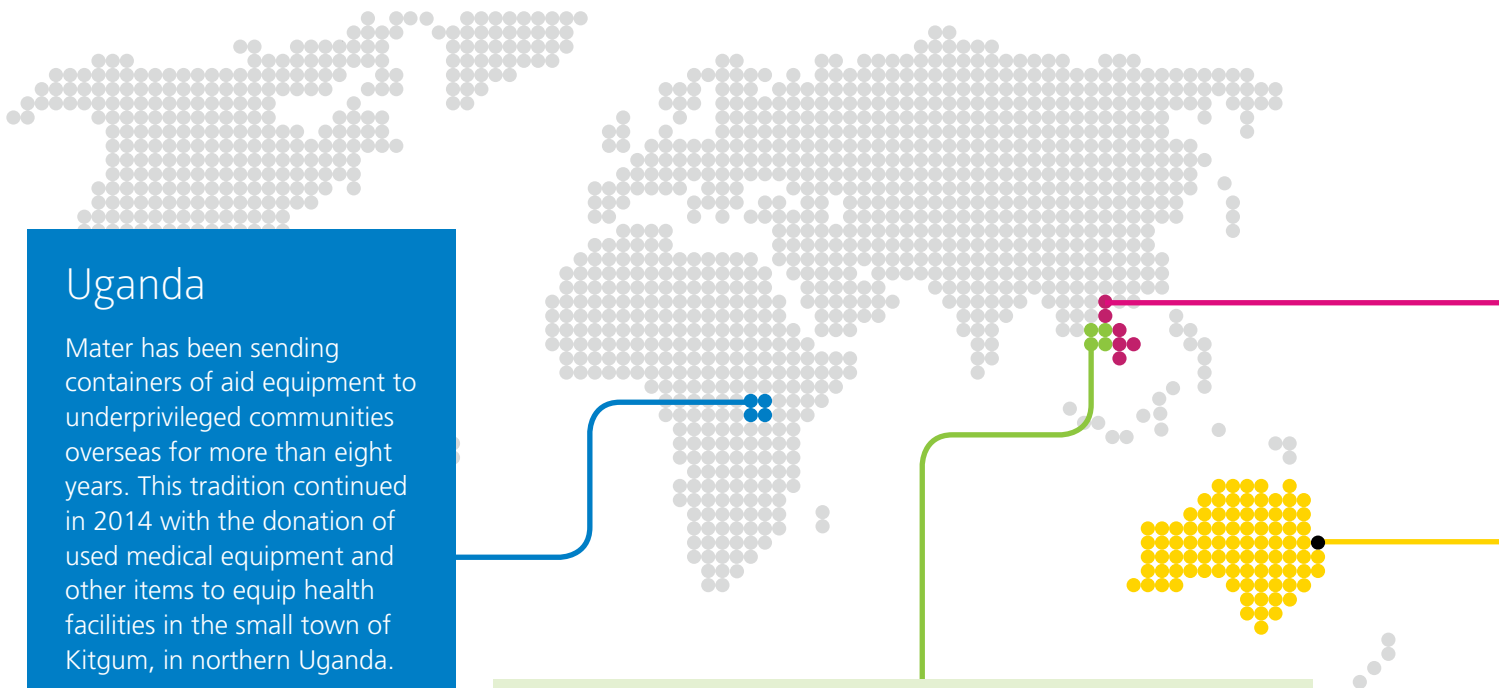 Uganda
Mater has been sending
containers of aid equipment to
underprivileged communities
overseas for more than eight
years. This tradition continued
in 2014 with the donation of
used medical equipment and
other items to equip health
facilities in the small town of
Kitgum, in northern Uganda.